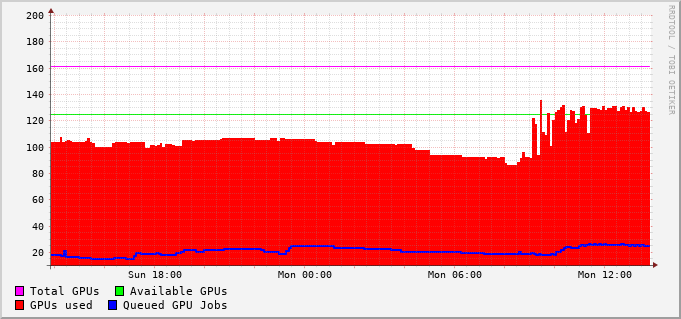 200
180
160
140
120
100
80
60
40
20
Sun 18:00 Mon 00:00 Mon 06:00 Mon 12:00
Total GPUs Available GPUs
GPUs used Queued GPU Jobs
RRDTOOL / TOBI OETIKER